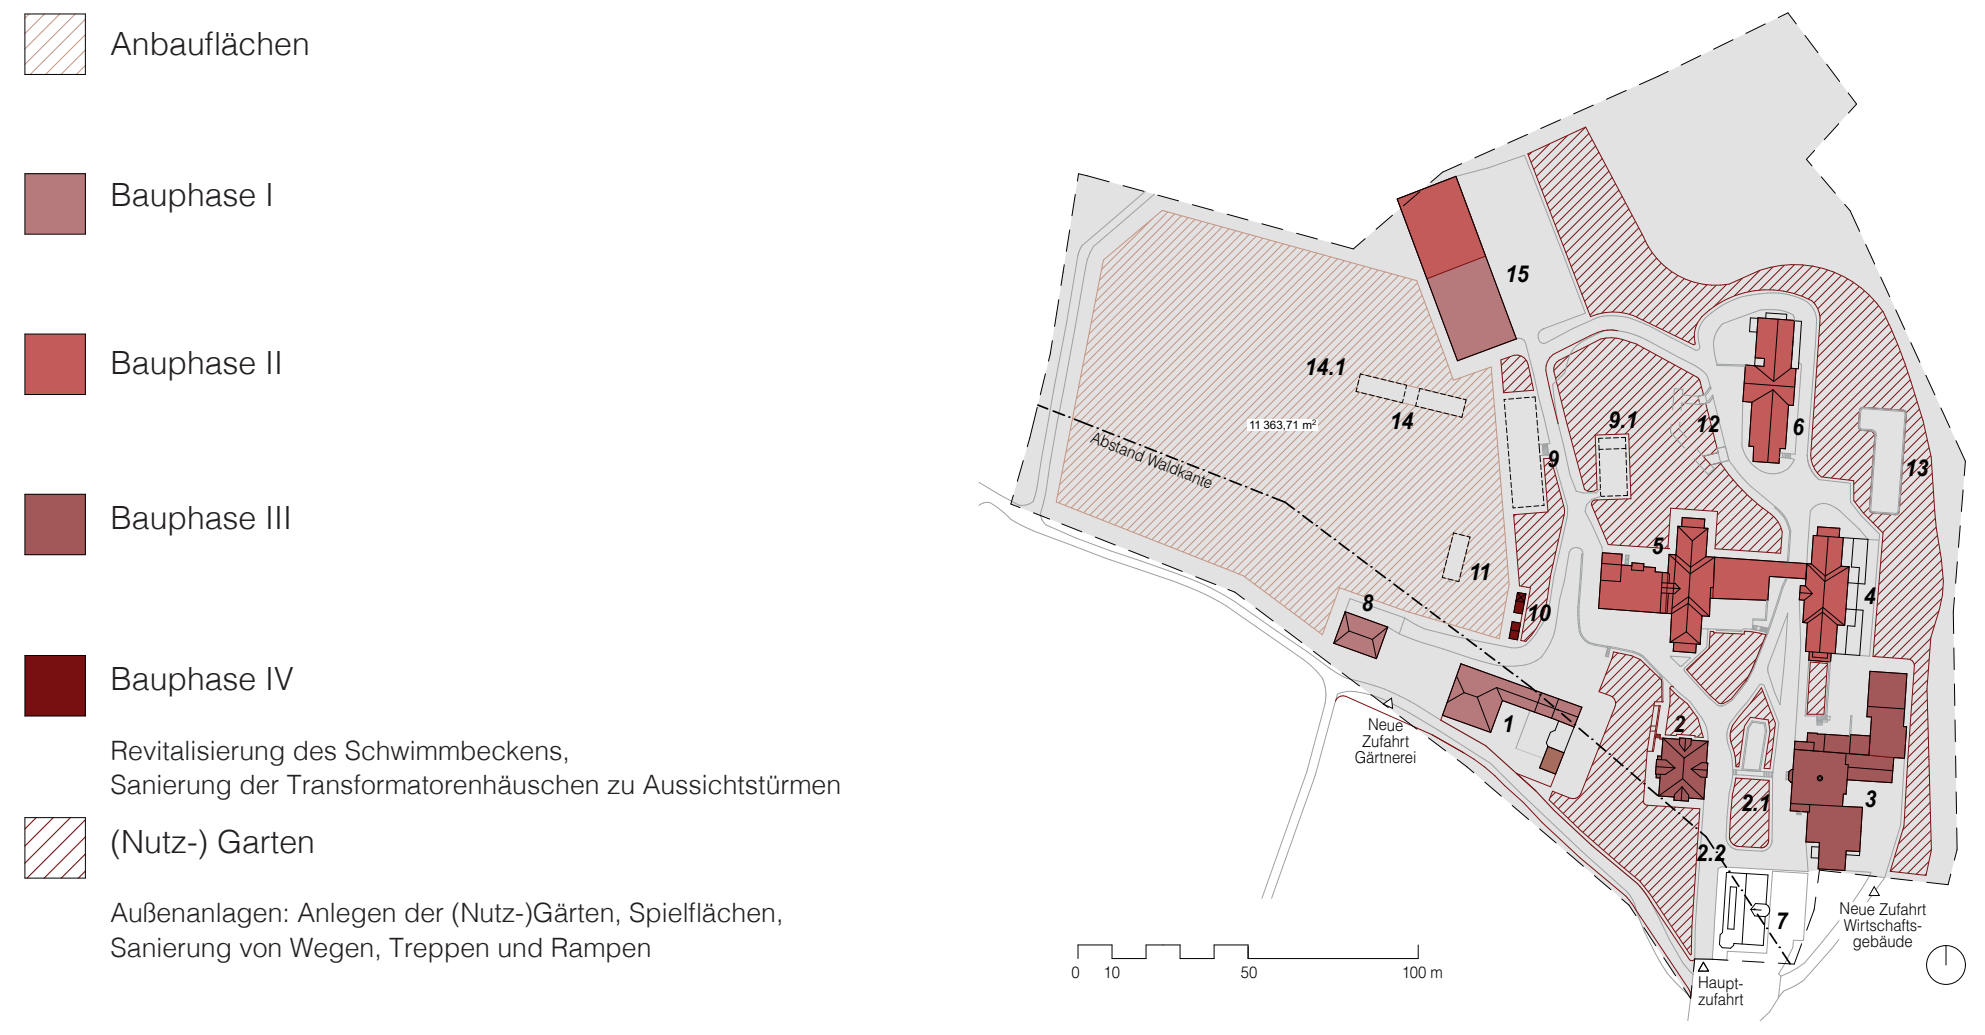 Anbauflächen
Bauphase I
Bauphase II
Bauphase III
Bauphase IV
Revitalisierung des Schwimmbeckens,
Sanierung der Transformatorenhäuschen zu Aussichtstürmen
(Nutz-) Garten
Außenanlagen: Anlegen der (Nutz-)Gärten, Spielflächen,
Sanierung von Wegen, Treppen und Rampen
15
14.1
14
11 363,71 m²
Abstand Waldkante
9
9.1
12
6
13
11
10
8
5
4
1
2
2.1
2.2
3
7
Neue
Zufahrt
Gärtnerei
Neue Zufahrt
Wirtschafts-
gebäude
Haupt-
zufahrt
0 10 50 100 m